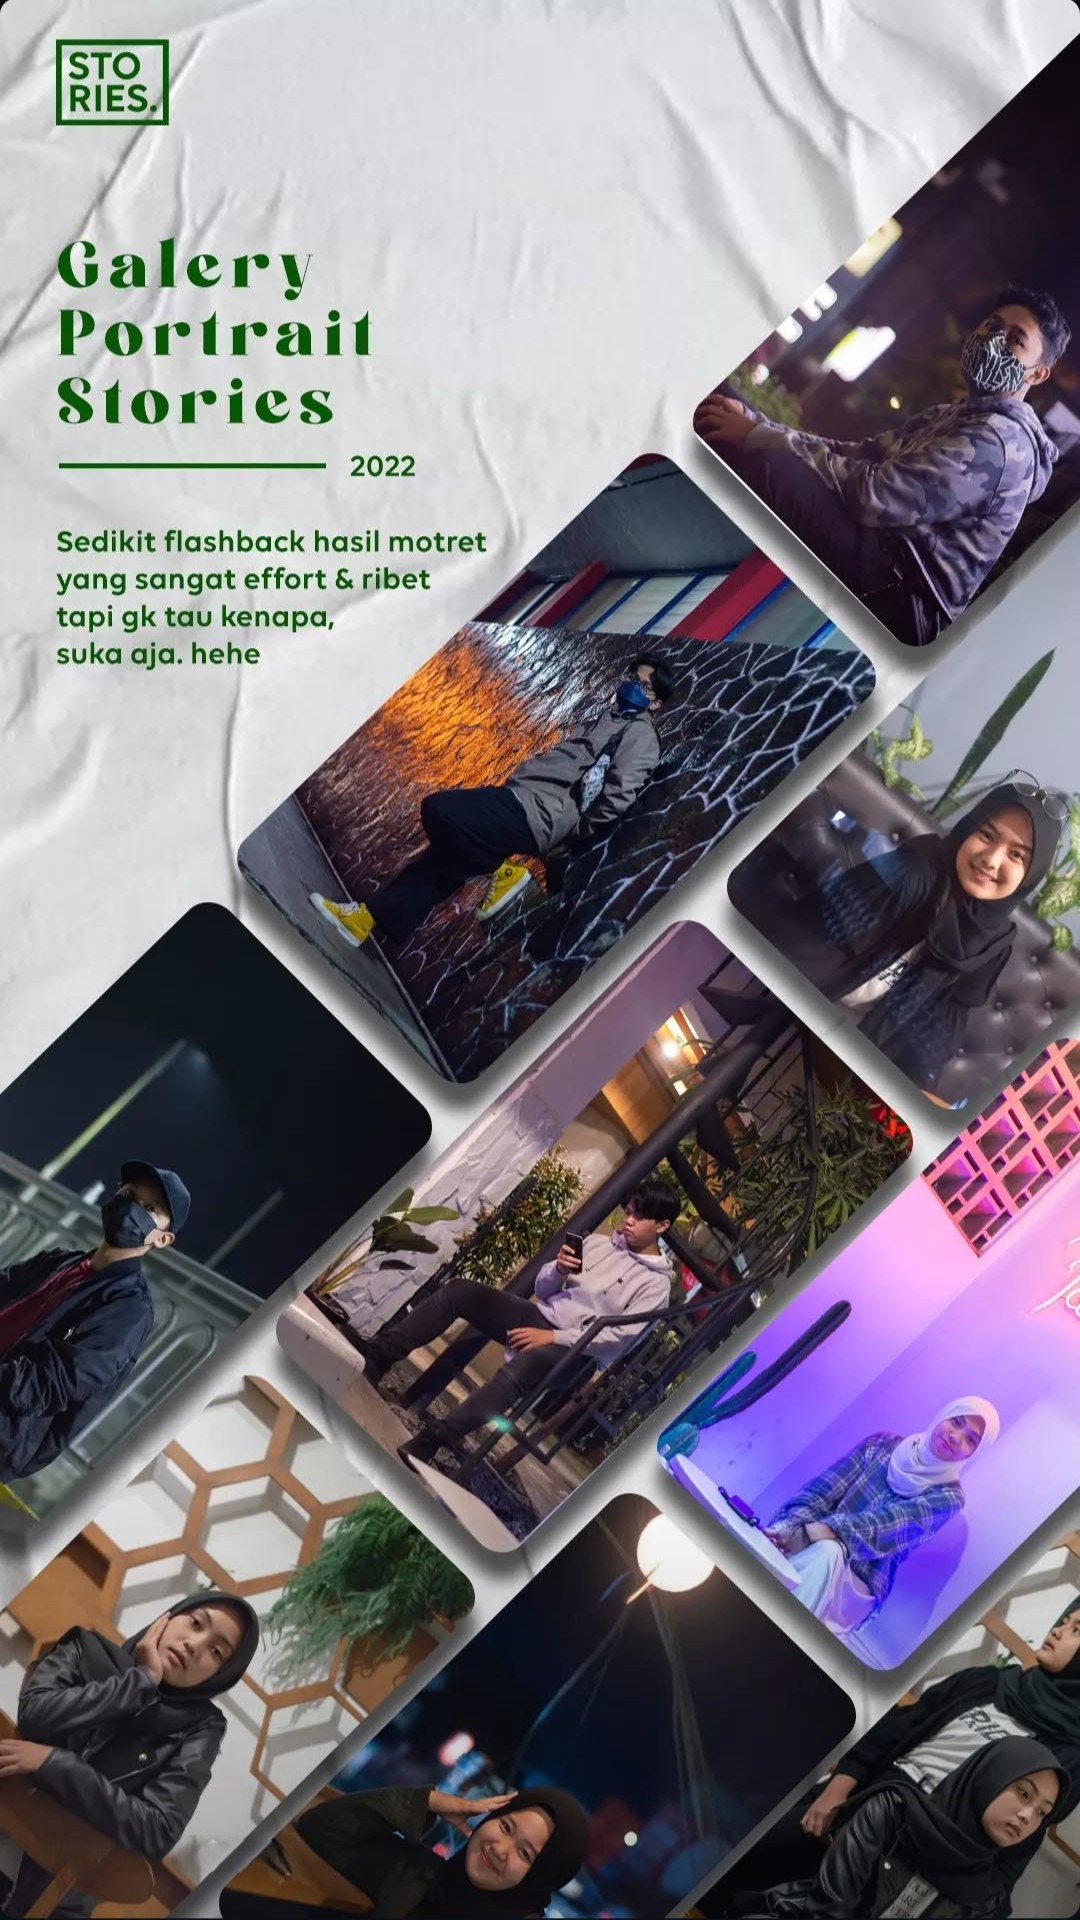 STO
RIES.
Galery
Portrait
Stories
2022
Sedikit flashback hasil motret
yang sangat effort & ribet
tapi gk tau kenapa,
suka aja. hehe